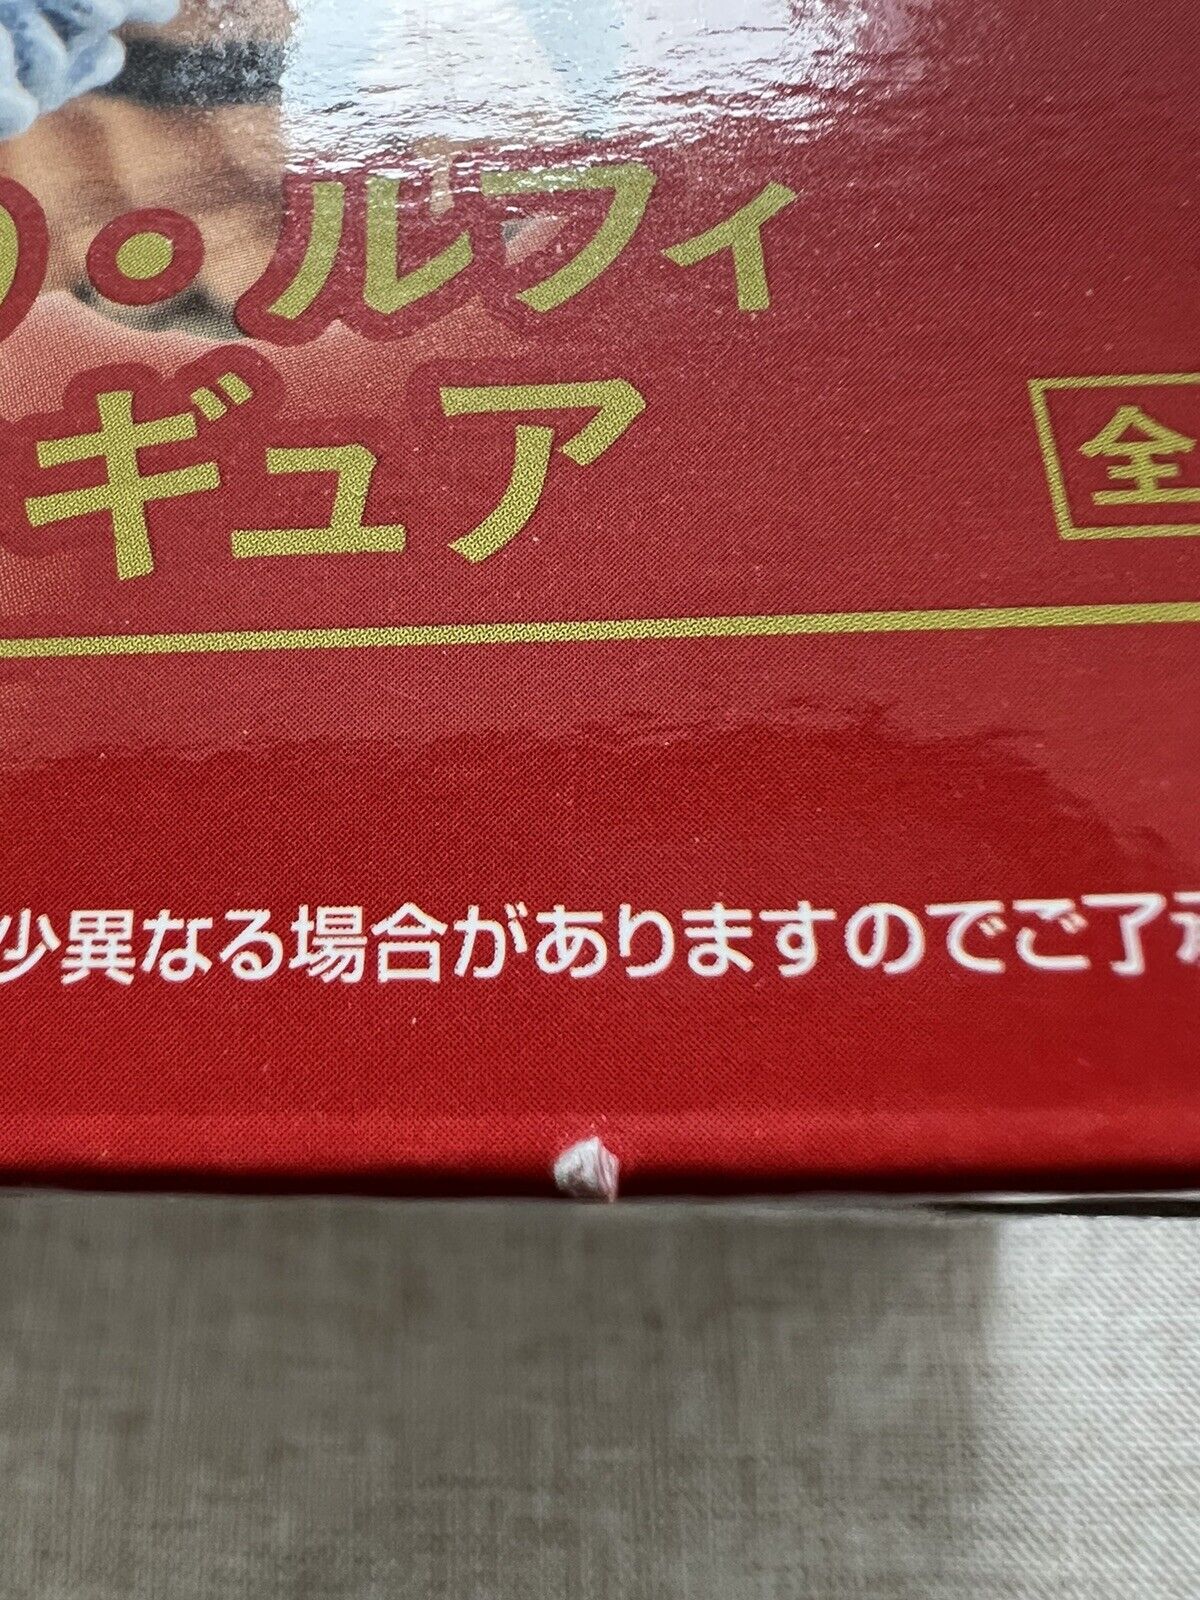 ・ルフィ
ギュア
全
少異なる場合がありますのでご了